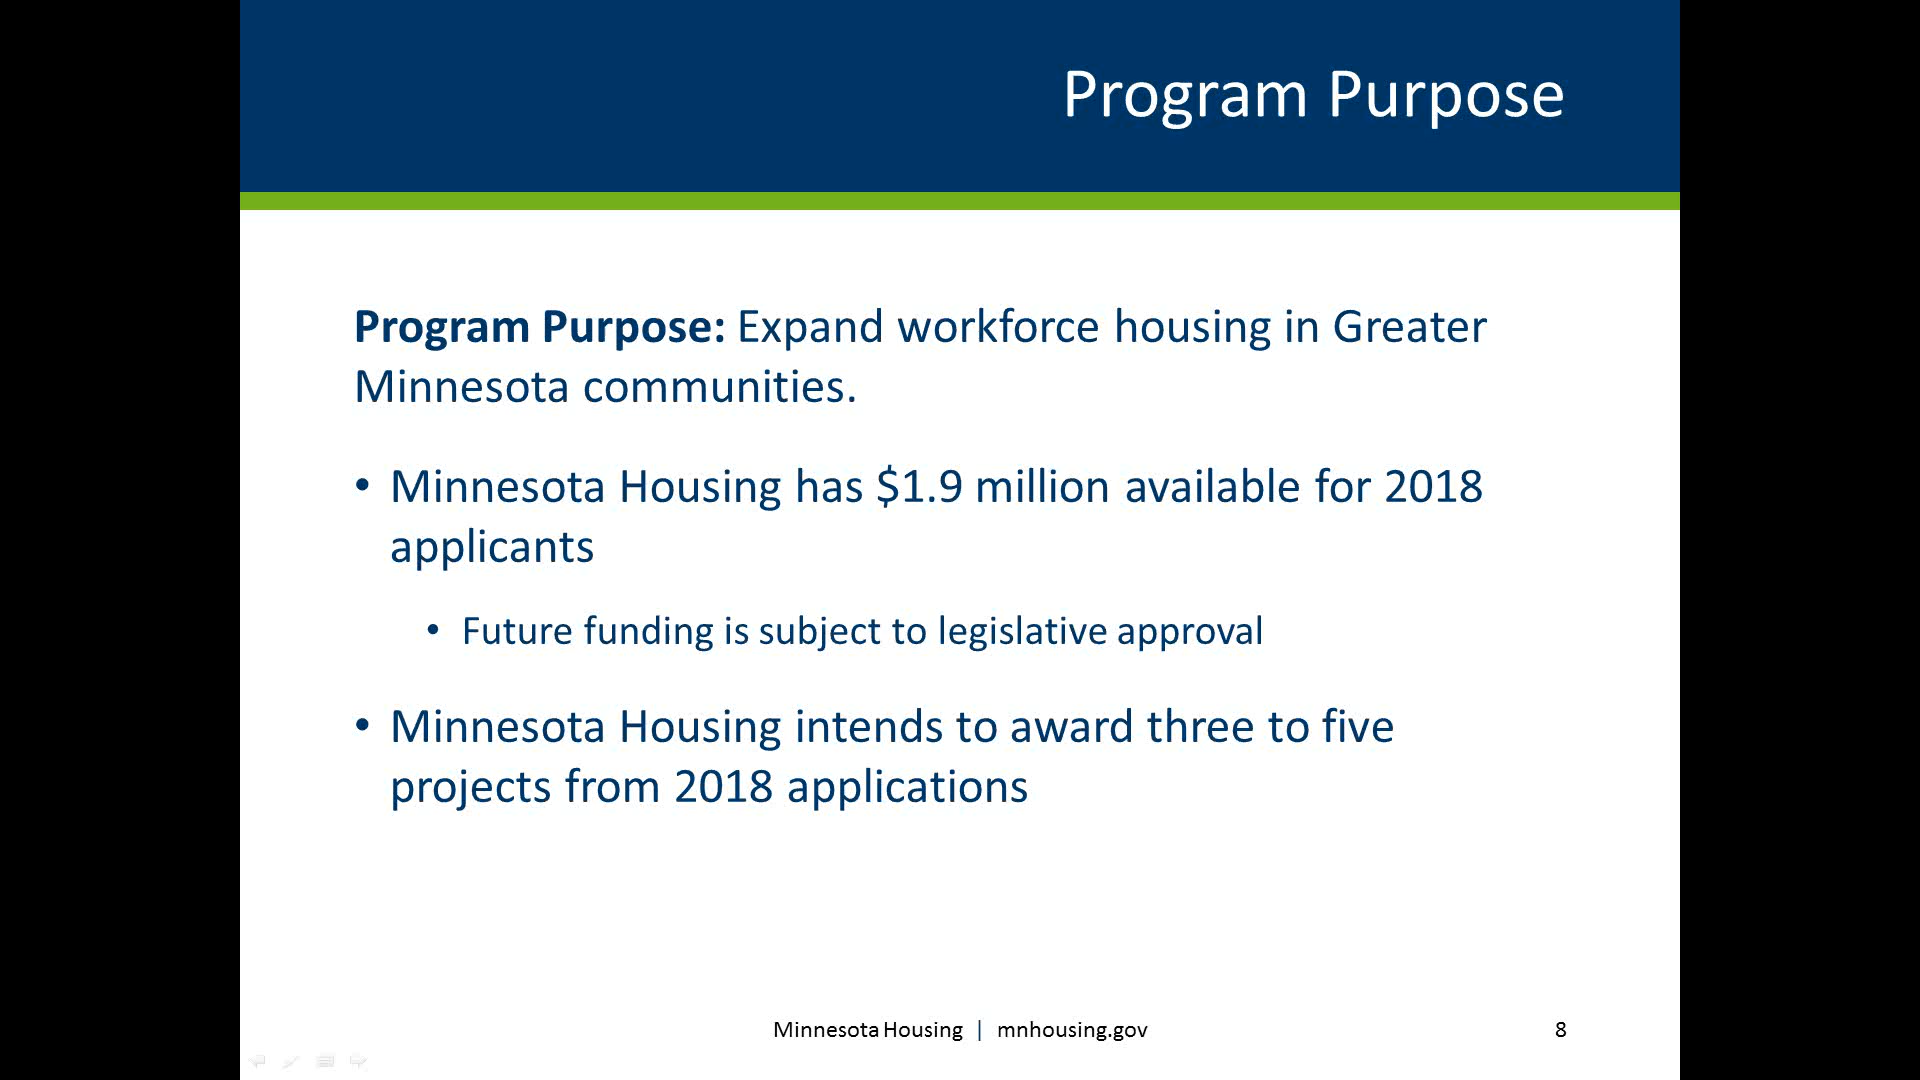 Program Purpose
Program Purpose: Expand workforce housing in Greater
Minnesota communities.
• Minnesota Housing has $1.9 million available for 2018
applicants
• Future funding is subject to legislative approval
• Minnesota Housing intends to award three to five
projects from 2018 applications
Minnesota Housing | mnhousing.gov
8